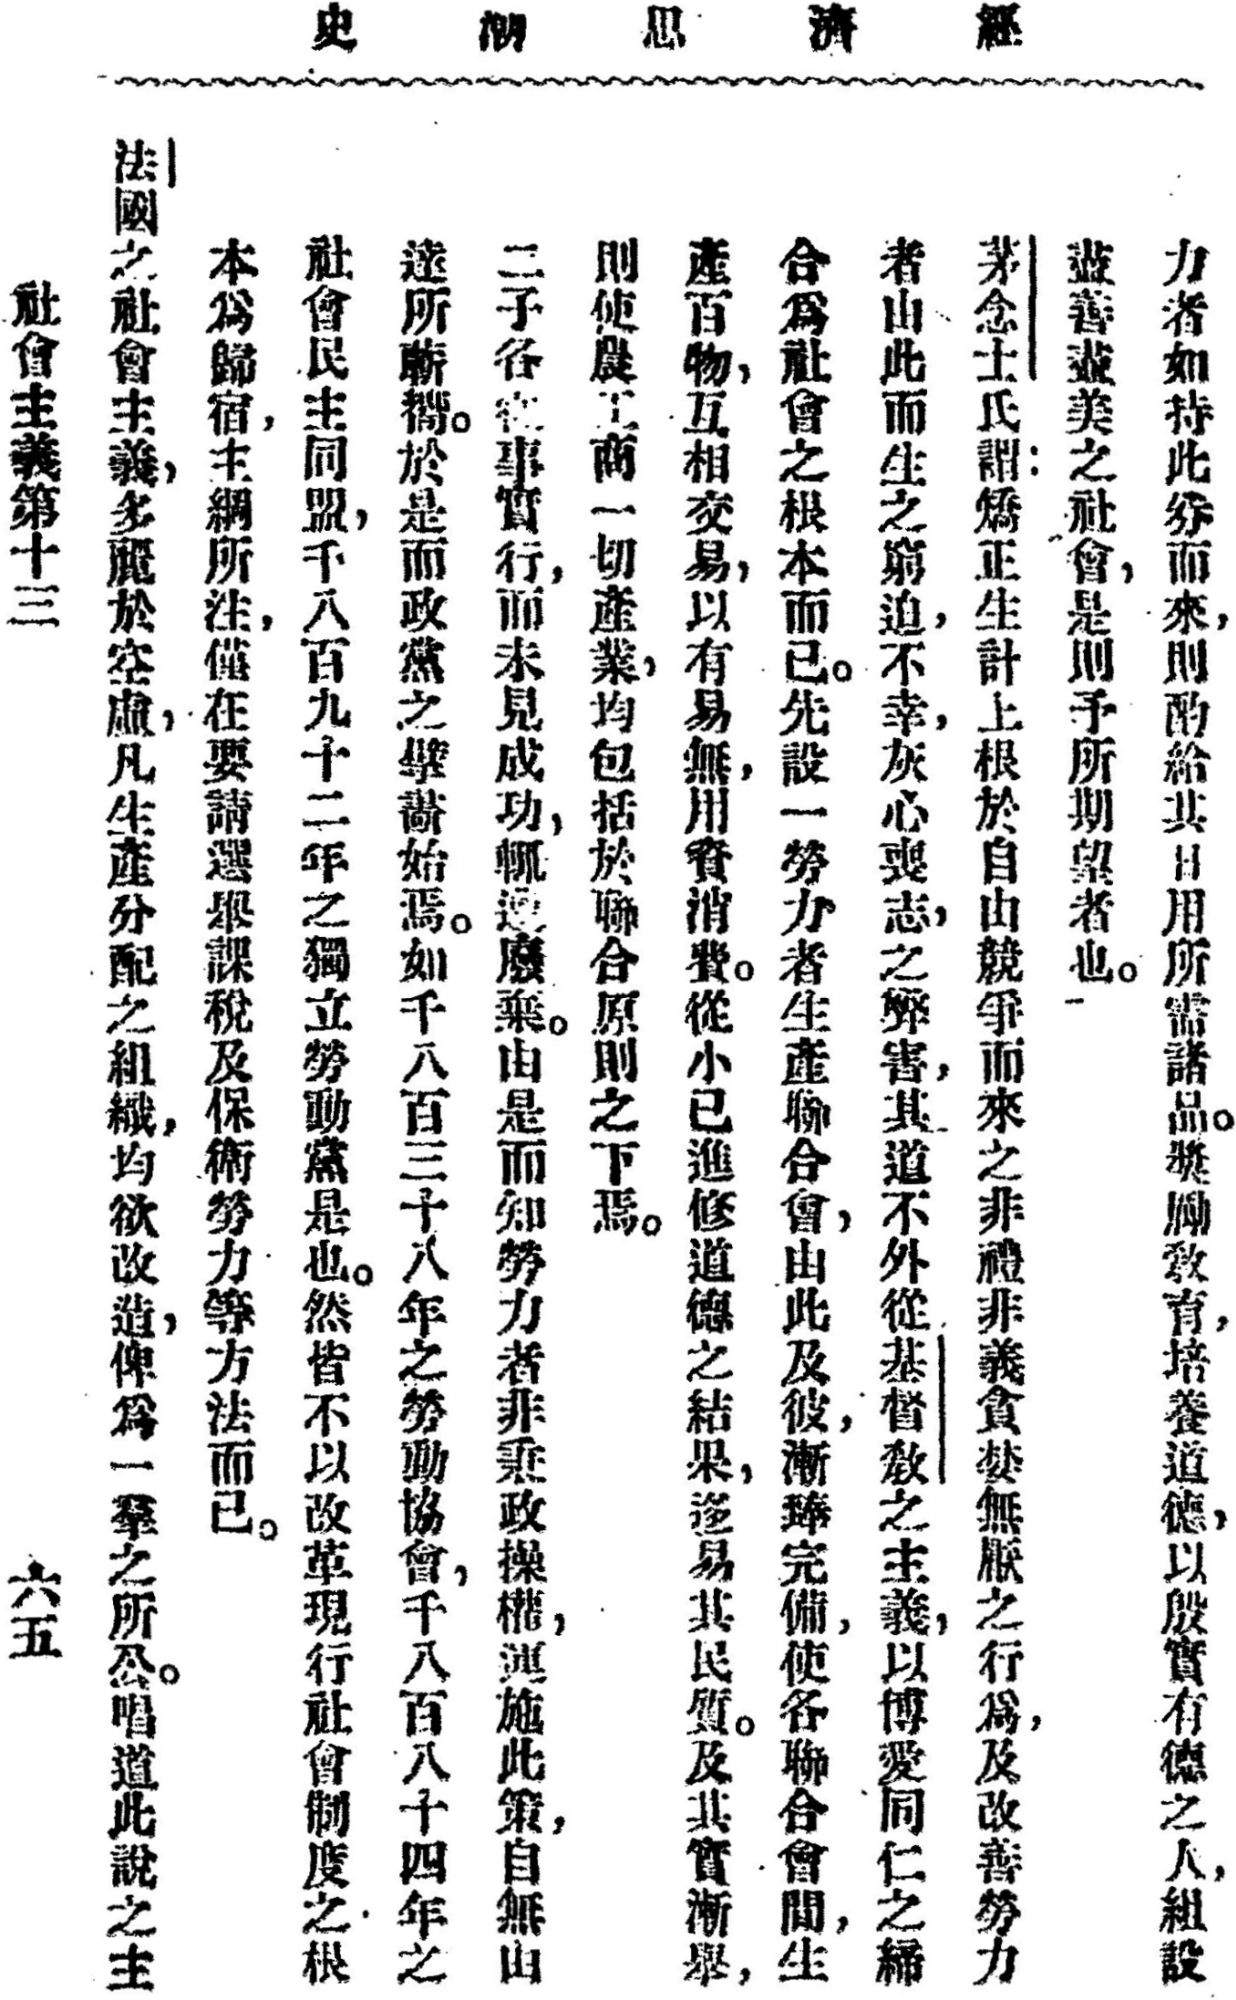 經濟思潮史
力者如持此券而來，則酌給其日用所需諸品。獎勵敎育，培養道德，以殷實有德之人，組設
盡善盡美之社會，是則予所期望者也。
茅念士氏謂：矯正生計上根於自由競爭而來之非禮非義貪婪無厭之行爲，及改善勞力
者由此而生之窮迫，不幸，灰心喪志，之弊害，其道不外從基督敎之主義，以博愛同仁之締
合爲社會之根本而已。先設一勞力者生產聯合會，由此及彼，漸臻完備，使各聯合會間，生
產百物，互相交易，以有易無，用資消費。從小已進修道德之結果，迻易其民質。及其實漸舉，
則使農工商一切產業，均包括於聯合原則之下焉。
二子各從事實行，而未見成功，輒遭廢棄。由是而知勞力者非秉政操權，運施此策，自無由
達所蘄嚮。於是而政黨之擘畫始焉。如千八百三十八年之勞動協會，千八百八十四年之
社會民主同盟，千八百九十二年之獨立勞動黨是也。然皆不以改革現行社會制度之根
本爲歸宿，主綱所注，僅在要請選舉課稅及保衛勞力等方法而已。
法國之社會主義，多麗於空虛，凡生產分配之組織，均欲改造，俾爲一羣之所公。唱道此說之主
社會主義第十三
六五